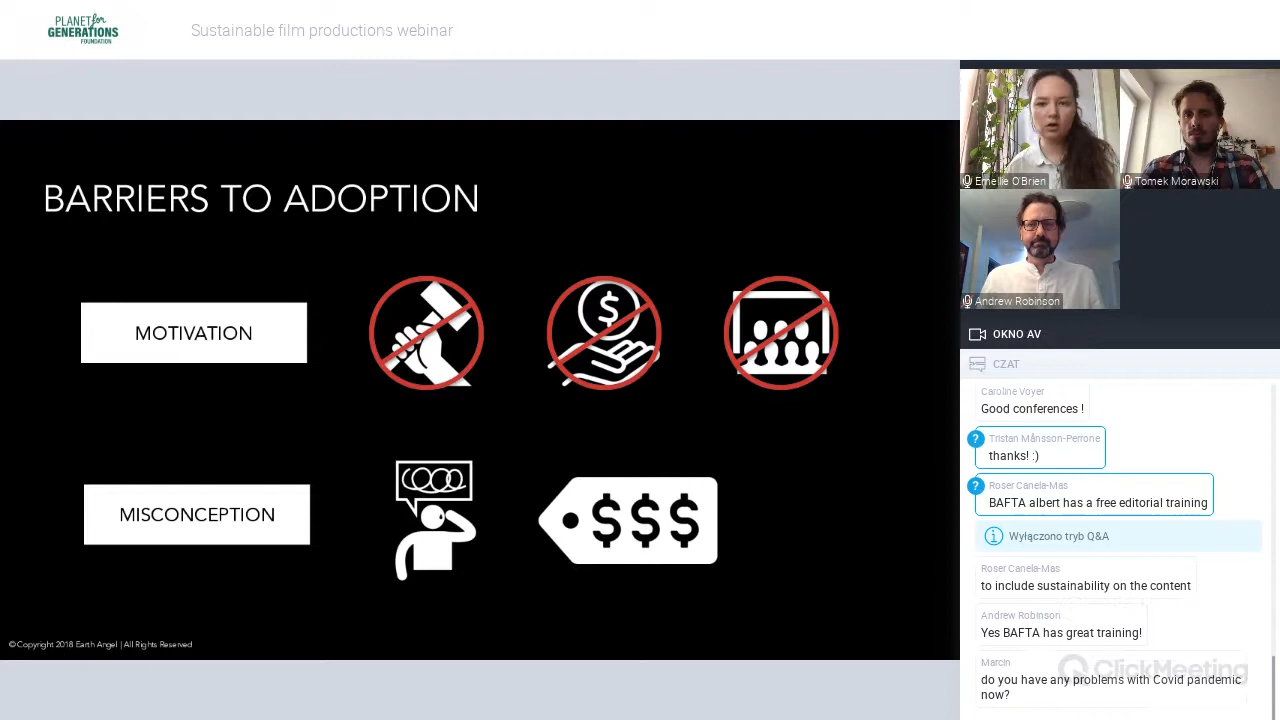 PLANET for
GENERATIONS
FOUNDATION
Sustainable film productions webinar
BARRIERS TO ADOPTION
MOTIVATION
$
MISCONCEPTION
$$$
© Copyright 2018 Earth Angel | All Rights Reserved
Emellie O'Brien
Tomek Morawski
Andrew Robinson
OKNO AV
CZAT
Caroline Voyer
Good conferences !
?
Tristan Månsson-Perrone
thanks! :)
?
Roser Canela-Mas
BAFTA albert has a free editorial training
Wyłączono tryb Q&A
Roser Canela-Mas
to include sustainability on the content
Andrew Robinson
Yes BAFTA has great training!
Marcin
do you have any problems with Covid pandemic
now?
ClickMeeting